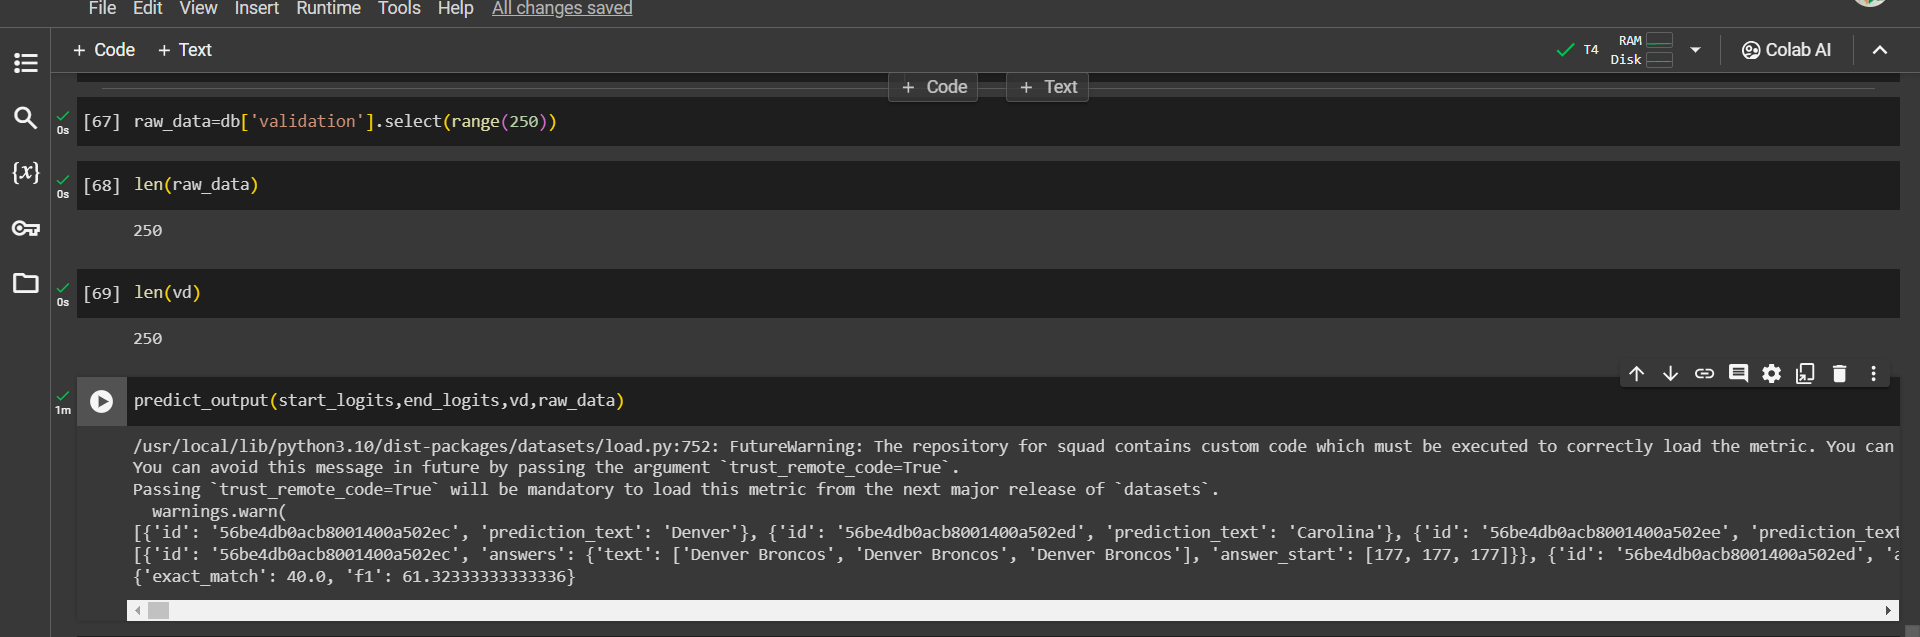 File Edit View Insert Runtime Tools Help All changes saved
+ Code + Text
T4 RAM Disk Colab AI
+ Code + Text
0s [67] raw_data=db['validation'].select(range(250))
0s [68] len(raw_data)
250
0s [69] len(vd)
250
1m predict_output(start_logits,end_logits,vd,raw_data)
/usr/local/lib/python3.10/dist-packages/datasets/load.py:752: FutureWarning: The repository for squad contains custom code which must be executed to correctly load the metric. You can
You can avoid this message in future by passing the argument `trust_remote_code=True`.
Passing `trust_remote_code=True` will be mandatory to load this metric from the next major release of `datasets`.
warnings.warn(
[{'id': '56be4db0acb8001400a502ec', 'prediction_text': 'Denver'}, {'id': '56be4db0acb8001400a502ed', 'prediction_text': 'Carolina'}, {'id': '56be4db0acb8001400a502ee', 'prediction_text
[{'id': '56be4db0acb8001400a502ec', 'answers': {'text': ['Denver Broncos', 'Denver Broncos', 'Denver Broncos'], 'answer_start': [177, 177, 177]}}, {'id': '56be4db0acb8001400a502ed', 'a
{'exact_match': 40.0, 'f1': 61.32333333333336}